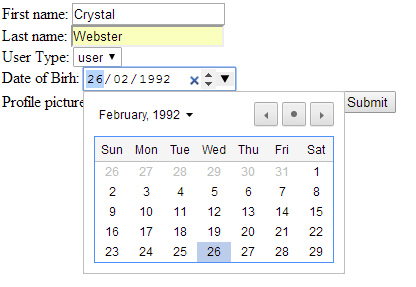 First name: Crystal
Last name: Webster
User Type: user
Date of Birh: 26/02/1992
Profile picture Submit
February, 1992
Sun Mon Tue Wed Thu Fri Sat
26 27 28 29 30 31 1
2 3 4 5 6 7 8
9 10 11 12 13 14 15
16 17 18 19 20 21 22
23 24 25 26 27 28 29